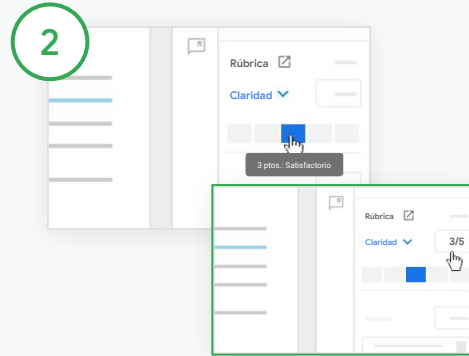 2
Rúbrica
Claridad
3 ptos.: Satisfactorio
Rúbrica
Claridad
3/5